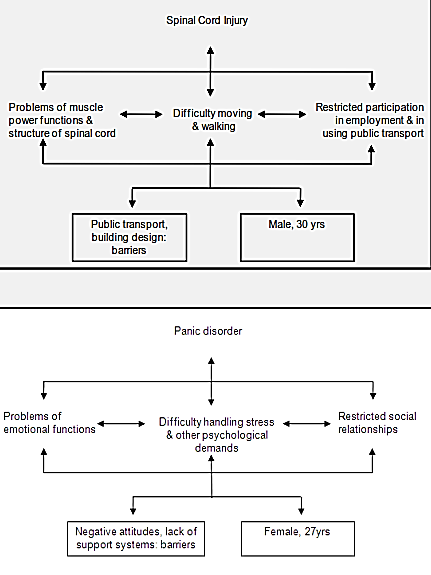 Spinal Cord Injury
Problems of muscle
power functions &
structure of spinal cord
Difficulty moving
& walking
Restricted participation
in employment & in
using public transport
Public transport,
building design:
barriers
Male, 30 yrs
Panic disorder
Problems of
emotional functions
Difficulty handling stress
& other psychological
demands
Restricted social
relationships
Negative attitudes, lack of
support systems: barriers
Female, 27yrs